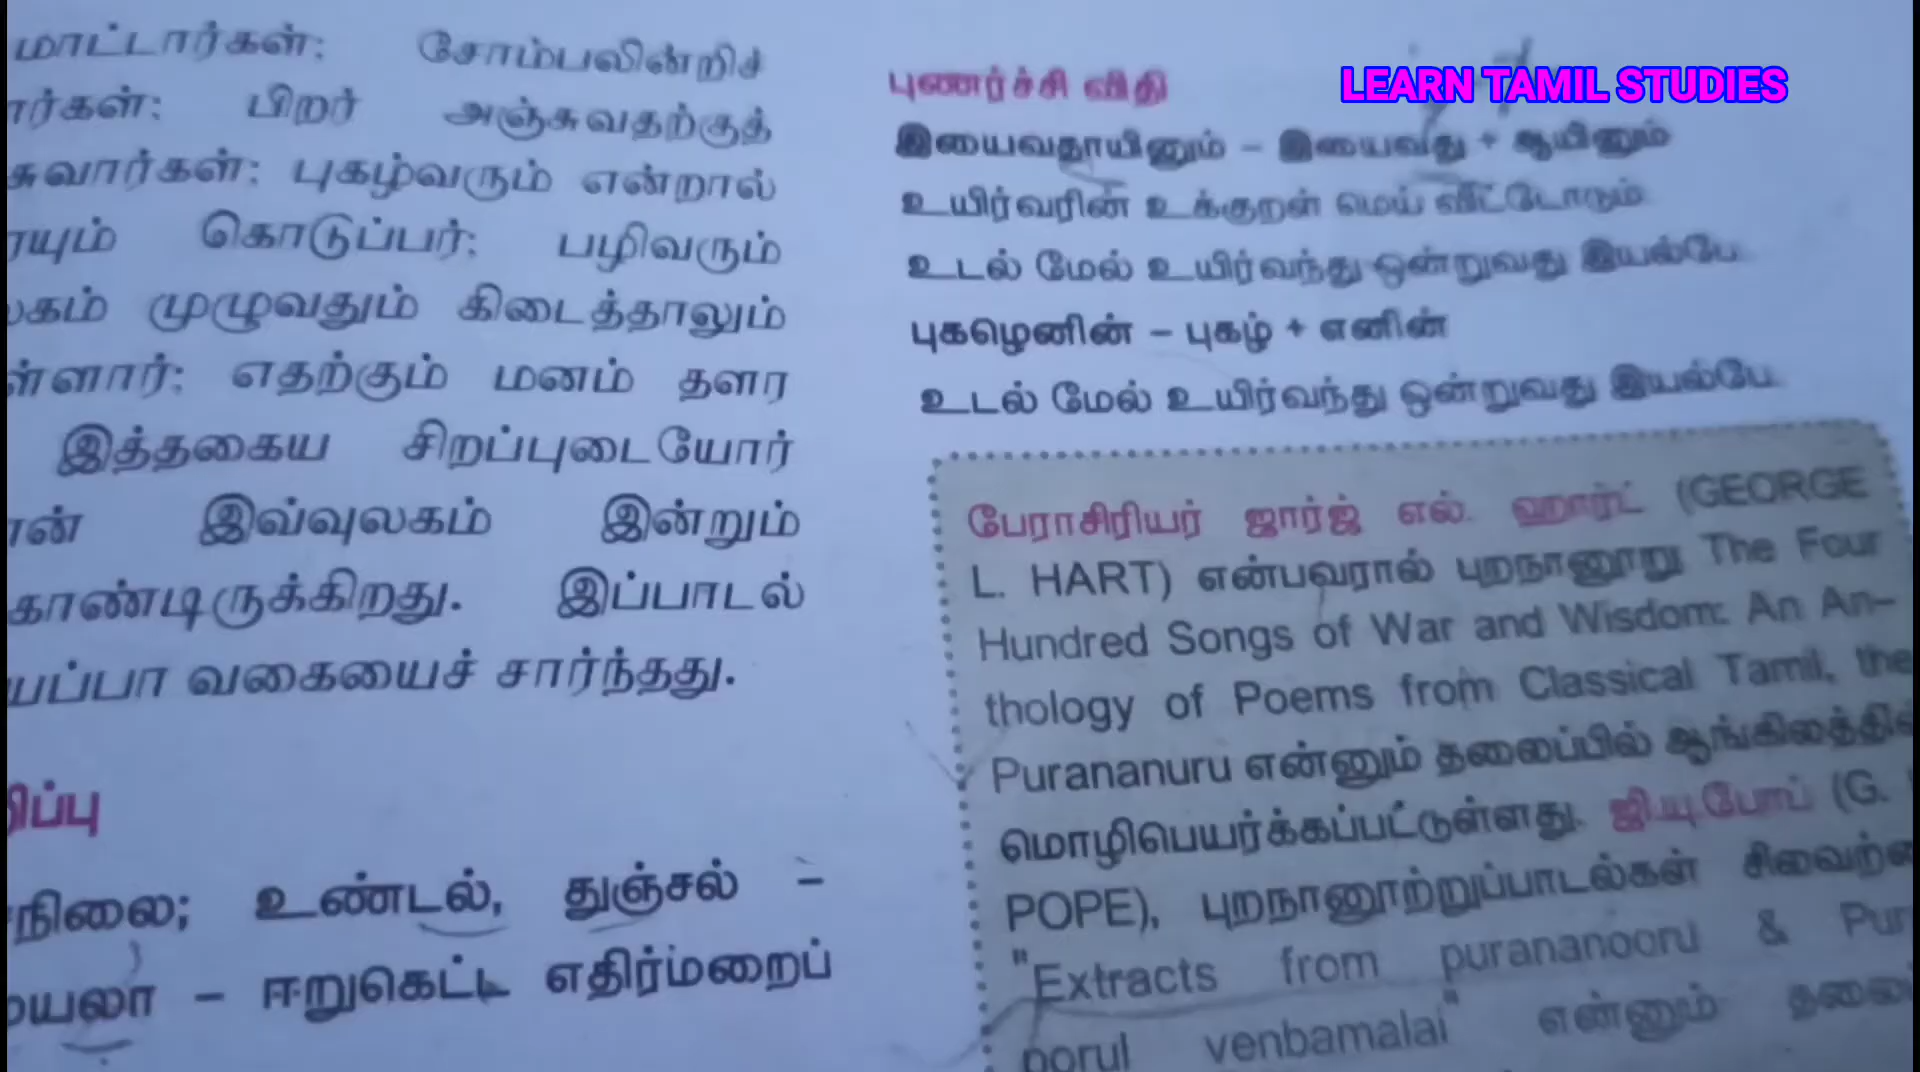 மாட்டார்கள்; சோம்பலின்றிச்
ார்கள்; பிறர் அஞ்சுவதற்குத்
சுவார்கள்; புகழ்வரும் என்றால்
ரயும் கொடுப்பர்; பழிவரும்
லகம் முழுவதும் கிடைத்தாலும்
ள்ளார்; எதற்கும் மனம் தளர
இத்தகைய சிறப்புடையோர்
ான் இவ்வுலகம் இன்றும்
காண்டிருக்கிறது. இப்பாடல்
யப்பா வகையைச் சார்ந்தது.
றிப்பு
நிலை; உண்டல், துஞ்சல் –
முயலா – ஈறுகெட்ட எதிர்மறைப்
LEARN TAMIL STUDIES
புணர்ச்சி விதி
இயைவதாயினும் – இயைவது + ஆயினும்
உயிர்வரின் உக்குறள் மெய் விட்டோடும்
உடல் மேல் உயிர்வந்து ஒன்றுவது இயல்பே.
புகழெனின் – புகழ் + எனின்
உடல் மேல் உயிர்வந்து ஒன்றுவது இயல்பே.
பேராசிரியர் ஜார்ஜ் எல். ஹார்ட் (GEORGE
L. HART) என்பவரால் புறநானூறு The Four
Hundred Songs of War and Wisdom: An An–
thology of Poems from Classical Tamil, the
Purananuru என்னும் தலைப்பில் ஆங்கிலத்தில்
மொழிபெயர்க்கப்பட்டுள்ளது. ஜி.யு.போப் (G.
POPE), புறநானூற்றுப்பாடல்கள் சிலவற்றை
"Extracts from purananooru & Pur
porul venbamalai" என்னும் தலைப்